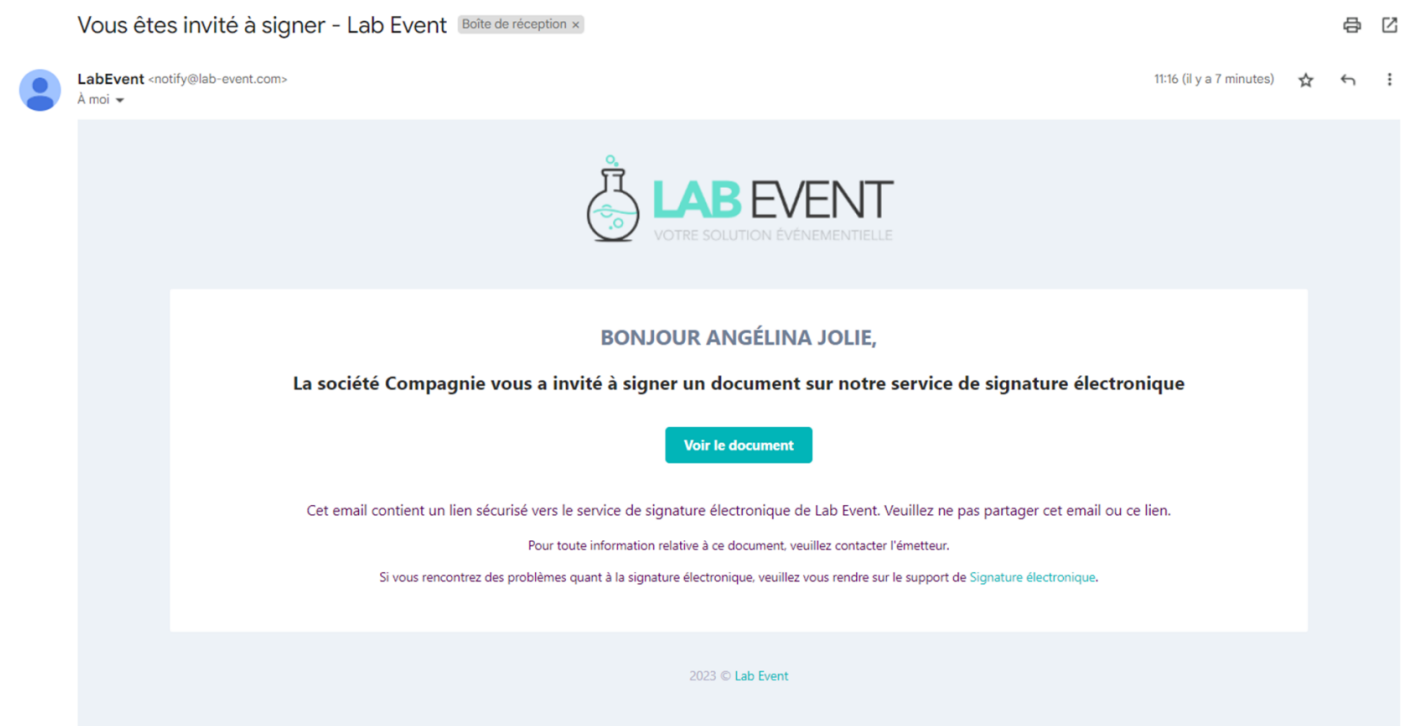 Vous êtes invité à signer - Lab Event Boîte de réception ×
LabEvent <notify@lab-event.com>
11:16 (il y a 7 minutes)
À moi
LAB EVENT
VOTRE SOLUTION ÉVÉNEMENTIELLE
BONJOUR ANGÉLINA JOLIE,
La société Compagnie vous a invité à signer un document sur notre service de signature électronique
Voir le document
Cet email contient un lien sécurisé vers le service de signature électronique de Lab Event. Veuillez ne pas partager cet email ou ce lien.
Pour toute information relative à ce document, veuillez contacter l'émetteur.
Si vous rencontrez des problèmes quant à la signature électronique, veuillez vous rendre sur le support de Signature électronique.
2023 © Lab Event